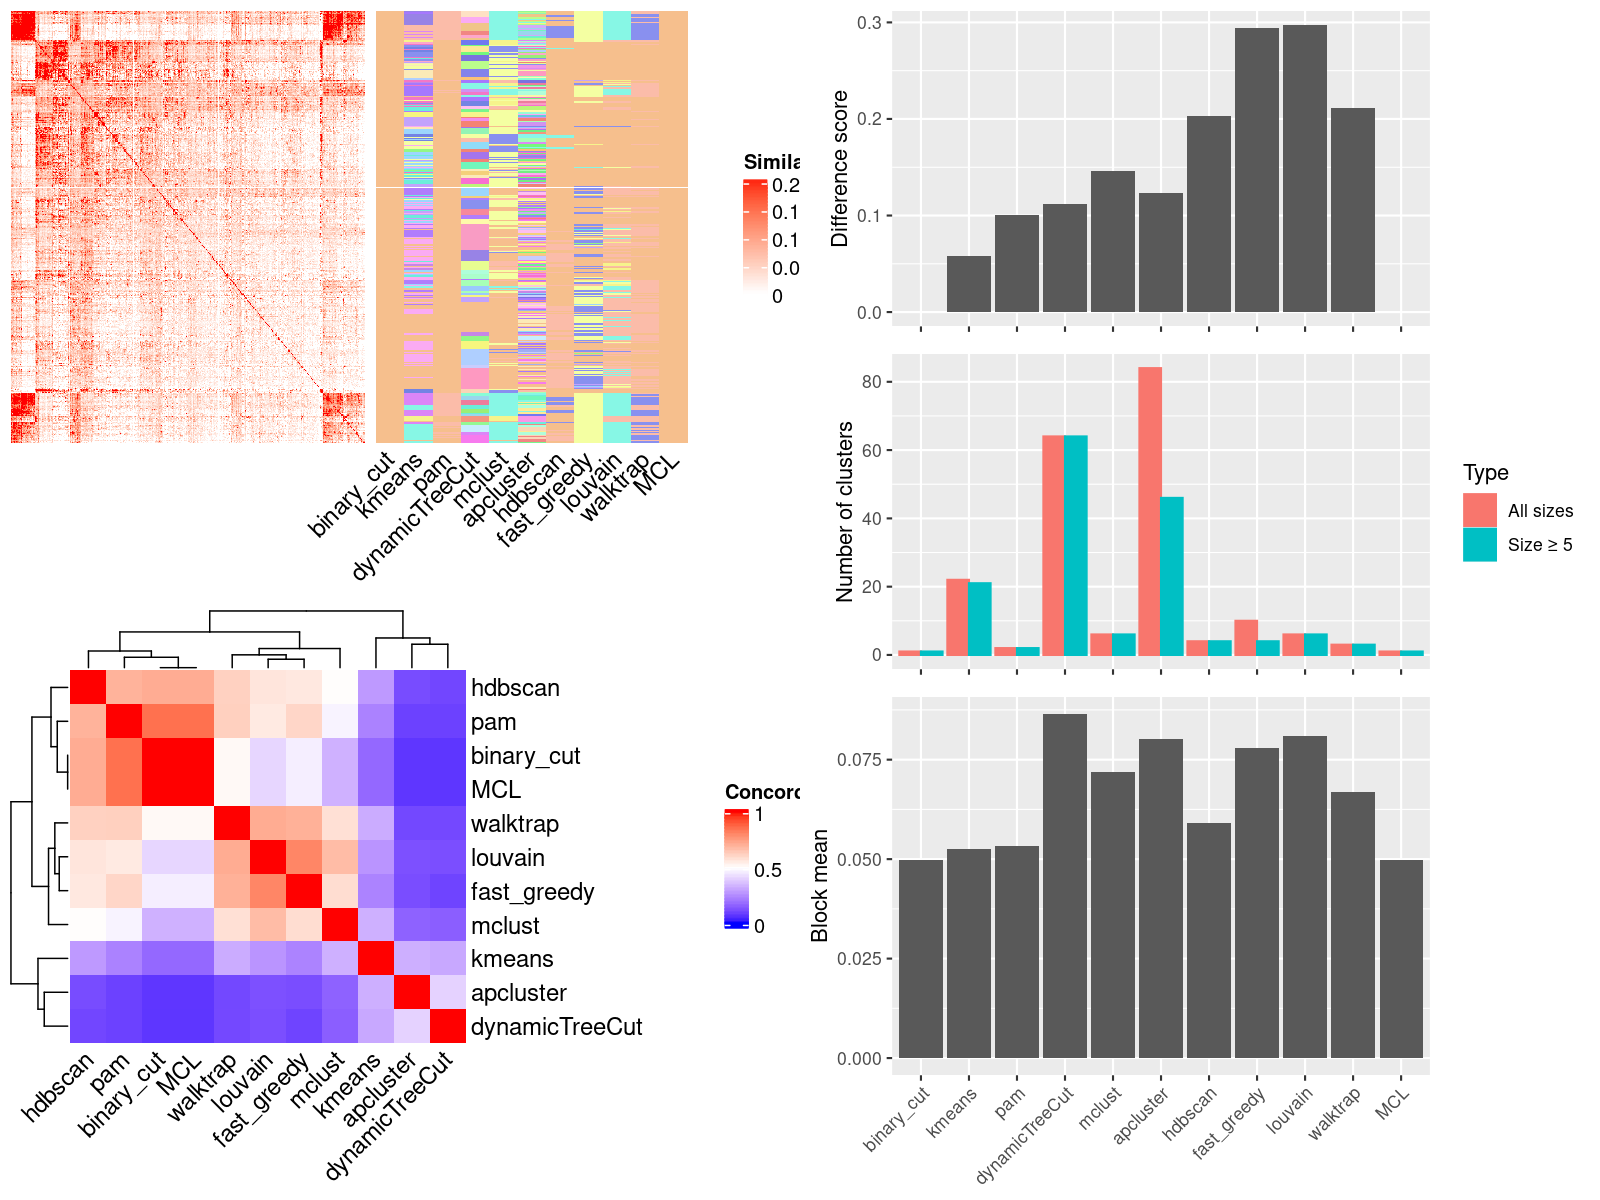 Simila
0.2
0.1
0.1
0.0
0
binary_cut
kmeans
pam
dynamicTreeCut
mclust
apcluster
hdbscan
fast_greedy
louvain
walktrap
MCL
hdbscan
pam
binary_cut
MCL
walktrap
louvain
fast_greedy
mclust
kmeans
apcluster
dynamicTreeCut
hdbscan
pam
binary_cut
MCL
walktrap
louvain
fast_greedy
mclust
kmeans
apcluster
dynamicTreeCut
Concord
1
0.5
0
Difference score
0.3
0.2
0.1
0.0
Number of clusters
80
60
40
20
0
Type
All sizes
Size ≥ 5
Block mean
0.075
0.050
0.025
0.000
binary_cut
kmeans
pam
dynamicTreeCut
mclust
apcluster
hdbscan
fast_greedy
louvain
walktrap
MCL